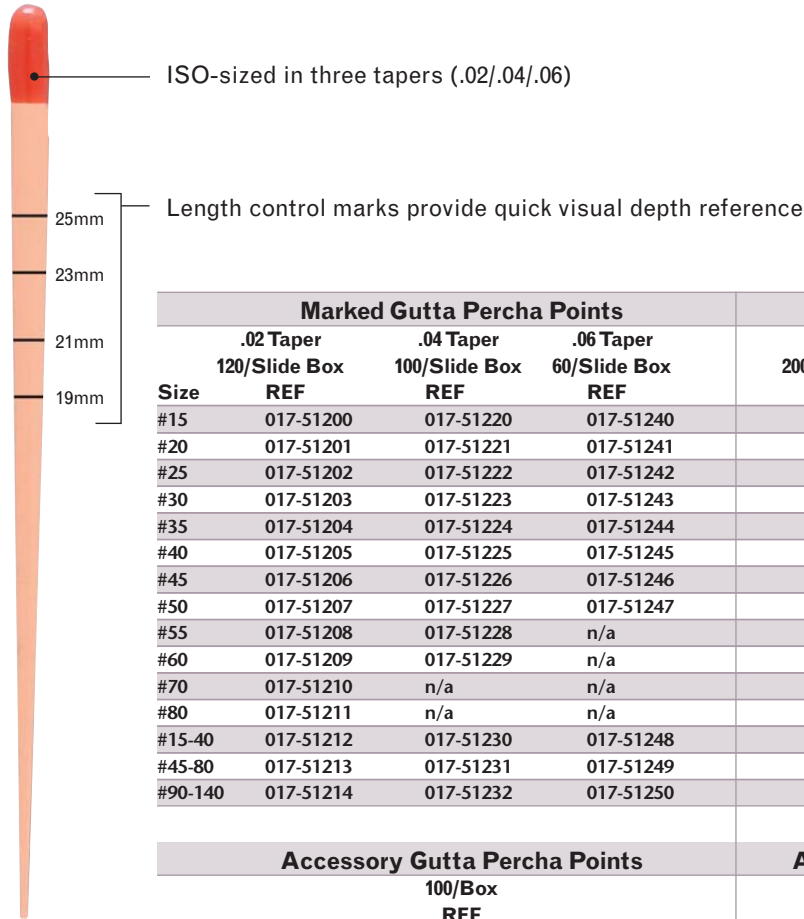 ISO-sized in three tapers (.02/.04/.06)
Length control marks provide quick visual depth reference
25mm
23mm
21mm
19mm
Marked Gutta Percha Points
.02 Taper .04 Taper .06 Taper
120/Slide Box 100/Slide Box 60/Slide Box 200
Size REF REF REF
#15 017-51200 017-51220 017-51240
#20 017-51201 017-51221 017-51241
#25 017-51202 017-51222 017-51242
#30 017-51203 017-51223 017-51243
#35 017-51204 017-51224 017-51244
#40 017-51205 017-51225 017-51245
#45 017-51206 017-51226 017-51246
#50 017-51207 017-51227 017-51247
#55 017-51208 017-51228 n/a
#60 017-51209 017-51229 n/a
#70 017-51210 n/a n/a
#80 017-51211 n/a n/a
#15-40 017-51212 017-51230 017-51248
#45-80 017-51213 017-51231 017-51249
#90-140 017-51214 017-51232 017-51250
Accessory Gutta Percha Points A
100/Box
REF